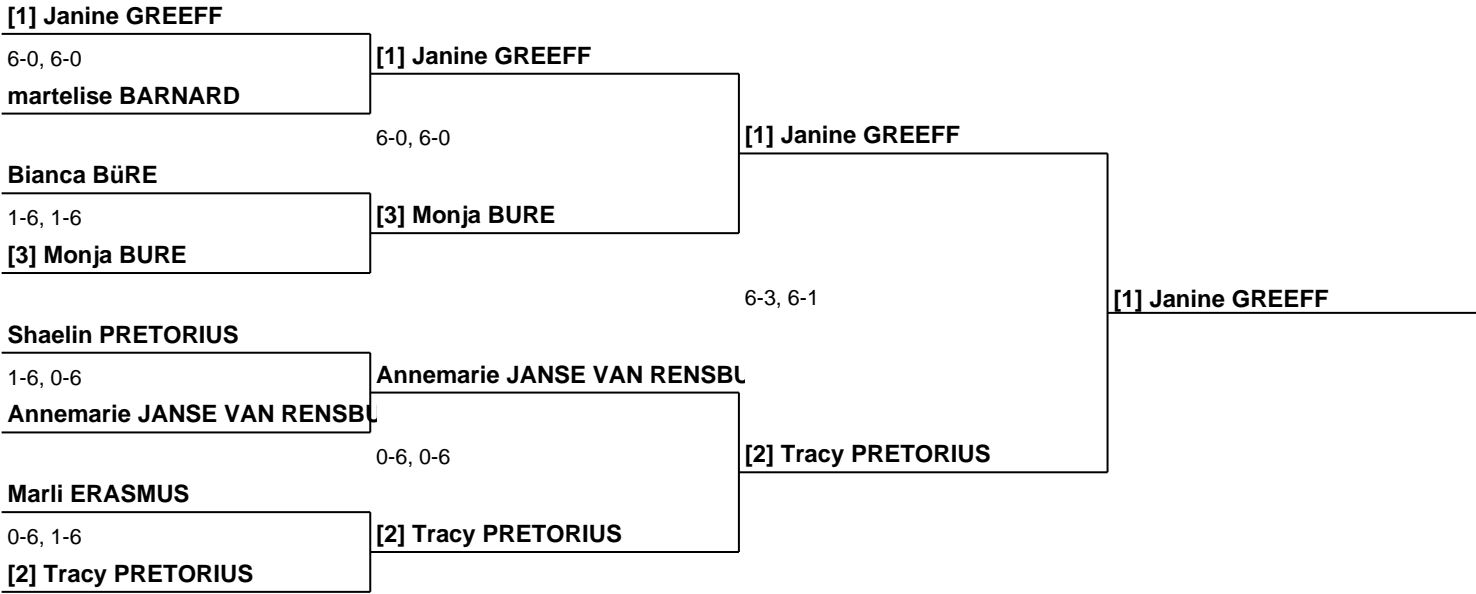 [1] Janine GREEFF
6-0, 6-0
martelise BARNARD
Bianca BüRE
1-6, 1-6
[3] Monja BURE
Shaelin PRETORIUS
1-6, 0-6
Annemarie JANSE VAN RENSBU
Marli ERASMUS
0-6, 1-6
[2] Tracy PRETORIUS
[1] Janine GREEFF
6-0, 6-0
[3] Monja BURE
Annemarie JANSE VAN RENSBU
0-6, 0-6
[2] Tracy PRETORIUS
[1] Janine GREEFF
6-3, 6-1
[2] Tracy PRETORIUS
[1] Janine GREEFF